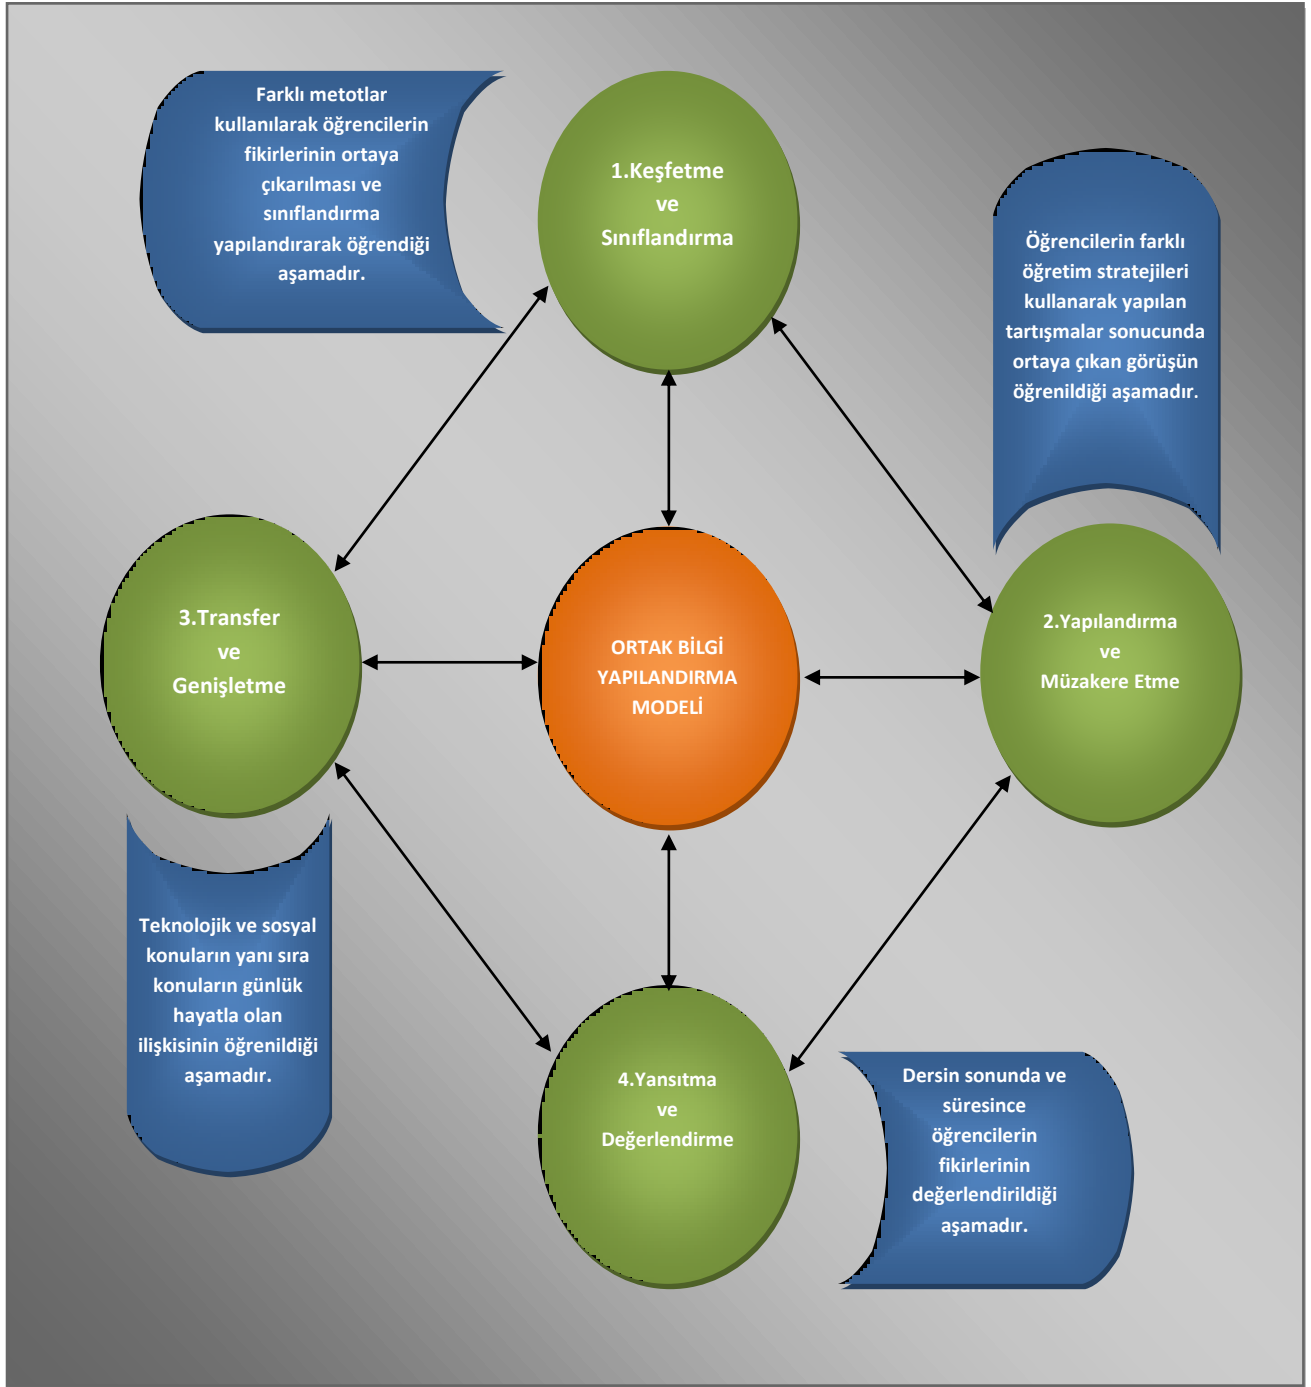 Farklı metotlar
kullanılarak öğrencilerin
fikirlerinin ortaya
çıkarılması ve
sınıflandırma
yapılandırarak öğrendiği
aşamadır.
1.Keşfetme
ve
Sınıflandırma
Öğrencilerin farklı
öğretim stratejileri
kullanarak yapılan
tartışmalar sonucunda
ortaya çıkan görüşün
öğrenildiği aşamadır.
3.Transfer
ve
Genişletme
ORTAK BİLGİ
YAPILANDIRMA
MODELİ
2.Yapılandırma
ve
Müzakere Etme
Teknolojik ve sosyal
konuların yanı sıra
konuların günlük
hayatla olan
ilişkisinin öğrenildiği
aşamadır.
4.Yansıtma
ve
Değerlendirme
Dersin sonunda ve
süresince
öğrencilerin
fikirlerinin
değerlendirildiği
aşamadır.